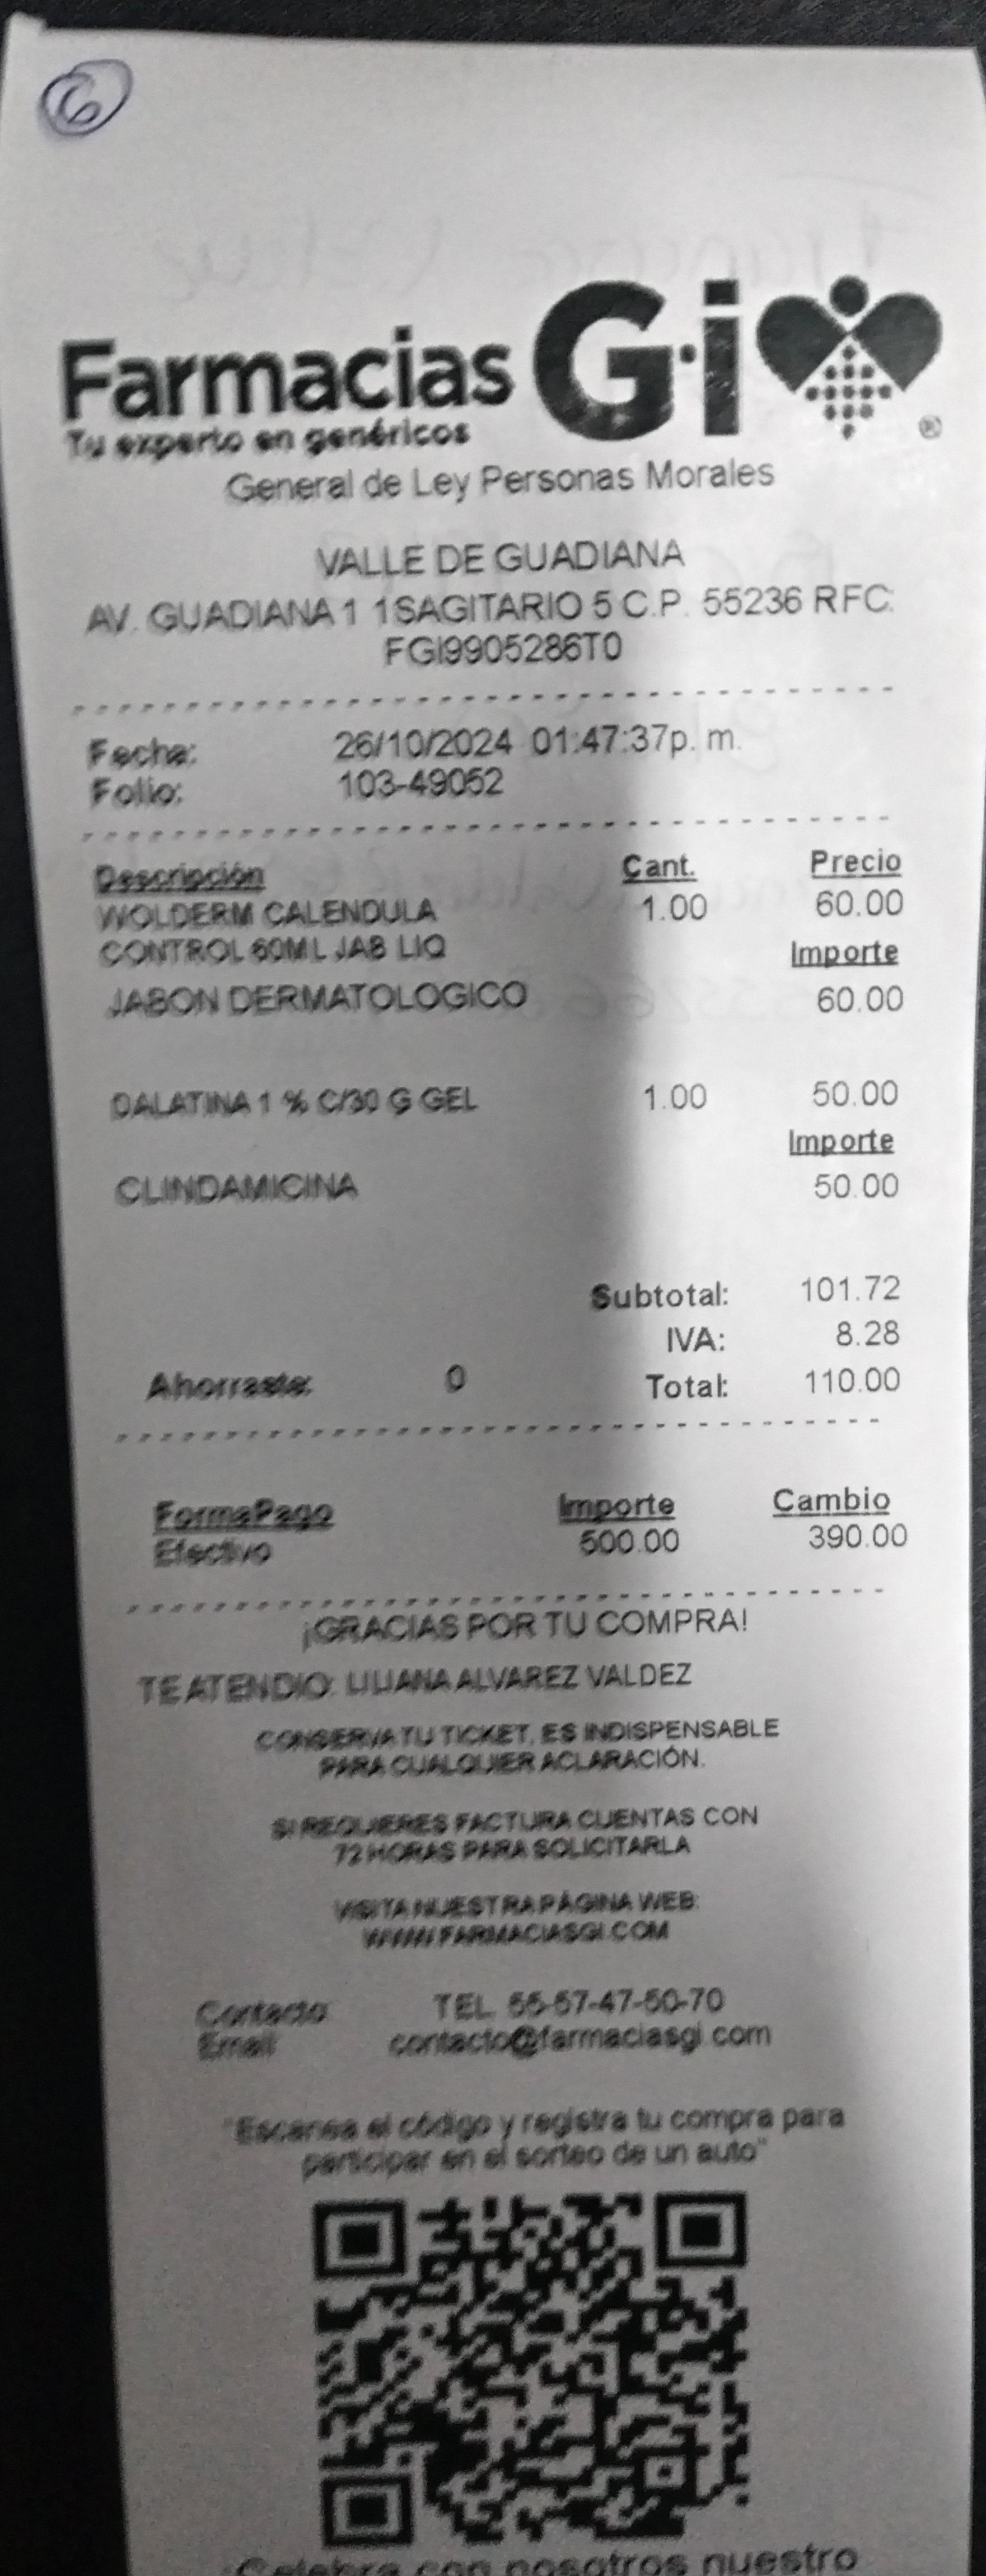 6
Farmacias G·i ®
Tu experto en genéricos
General de Ley Personas Morales
VALLE DE GUADIANA
AV. GUADIANA 1 1SAGITARIO 5 C.P. 55236 RFC:
FGI9905286T0
Fecha: 26/10/2024 01:47:37p. m.
Folio: 103-49052
Descripción Cant. Precio
WOLDERM CALENDULA 1.00 60.00
CONTROL 60ML JAB LIQ Importe
JABON DERMATOLOGICO 60.00
DALATINA 1 % C/30 G GEL 1.00 50.00
Importe
CLINDAMICINA 50.00
Subtotal: 101.72
IVA: 8.28
Ahorraste: 0 Total: 110.00
FormaPago Importe Cambio
Efectivo 500.00 390.00
¡GRACIAS POR TU COMPRA!
TE ATENDIO: LILIANA ALVAREZ VALDEZ
CONSERVA TU TICKET, ES INDISPENSABLE
PARA CUALQUIER ACLARACIÓN.
SI REQUIERES FACTURA CUENTAS CON
72 HORAS PARA SOLICITARLA
VISITA NUESTRA PÁGINA WEB:
WWW.FARMACIASGI.COM
Contacto: TEL. 55-57-47-50-70
Email: contacto@farmaciasgi.com
"Escanea el código y registra tu compra para
participar en el sorteo de un auto"
Celebra con nosotros nuestro